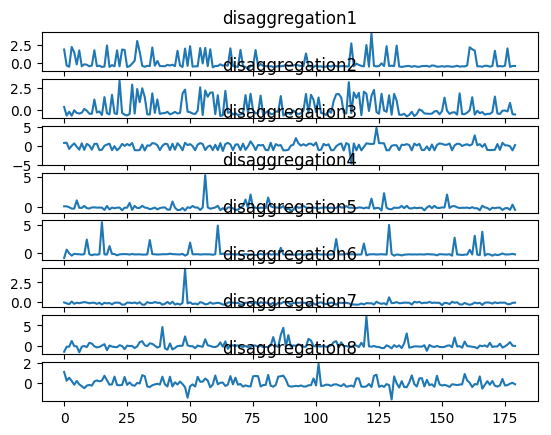 disaggregation1
2.5
0.0
disaggregation2
2.5
0.0
disaggregation3
5
0
−5
disaggregation4
5
0
disaggregation5
5
0
disaggregation6
2.5
0.0
disaggregation7
5
0
disaggregation8
2
0
0 25 50 75 100 125 150 175